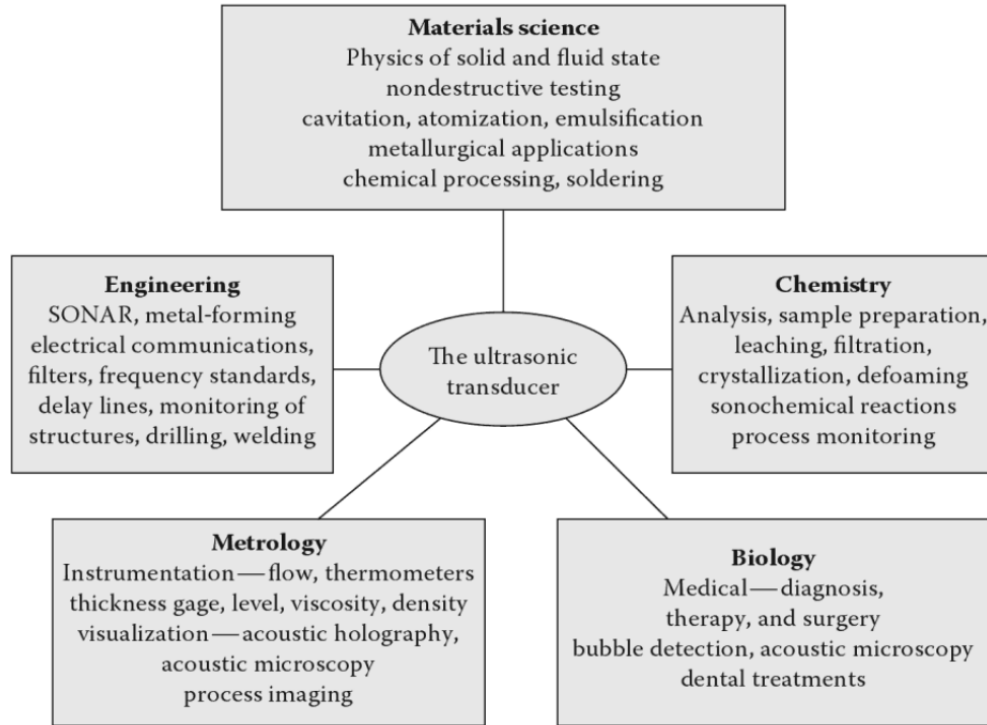 Materials science
Physics of solid and fluid state
nondestructive testing
cavitation, atomization, emulsification
metallurgical applications
chemical processing, soldering
Engineering
SONAR, metal-forming
electrical communications,
filters, frequency standards,
delay lines, monitoring of
structures, drilling, welding
The ultrasonic
transducer
Chemistry
Analysis, sample preparation,
leaching, filtration,
crystallization, defoaming
sonochemical reactions
process monitoring
Metrology
Instrumentation—flow, thermometers
thickness gage, level, viscosity, density
visualization—acoustic holography,
acoustic microscopy
process imaging
Biology
Medical—diagnosis,
therapy, and surgery
bubble detection, acoustic microscopy
dental treatments